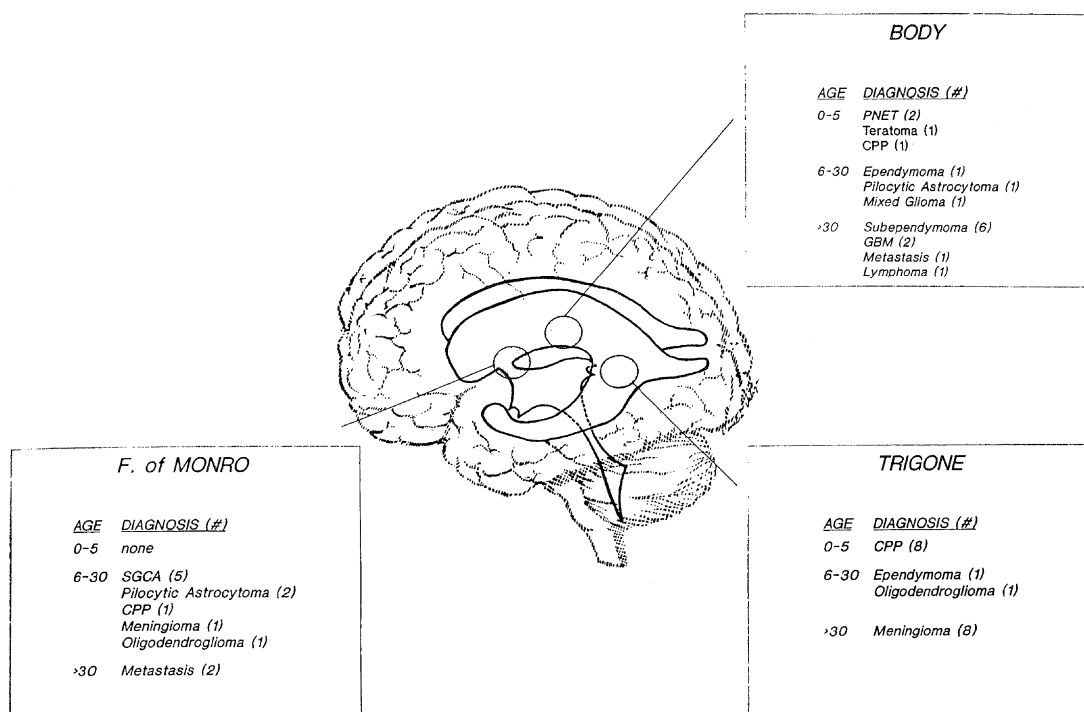 BODY
AGE DIAGNOSIS (#)
0-5 PNET (2)
Teratoma (1)
CPP (1)
6-30 Ependymoma (1)
Pilocytic Astrocytoma (1)
Mixed Glioma (1)
>30 Subependymoma (6)
GBM (2)
Metastasis (1)
Lymphoma (1)
F. of MONRO
AGE DIAGNOSIS (#)
0-5 none
6-30 SGCA (5)
Pilocytic Astrocytoma (2)
CPP (1)
Meningioma (1)
Oligodendroglioma (1)
>30 Metastasis (2)
TRIGONE
AGE DIAGNOSIS (#)
0-5 CPP (8)
6-30 Ependymoma (1)
Oligodendroglioma (1)
>30 Meningioma (8)